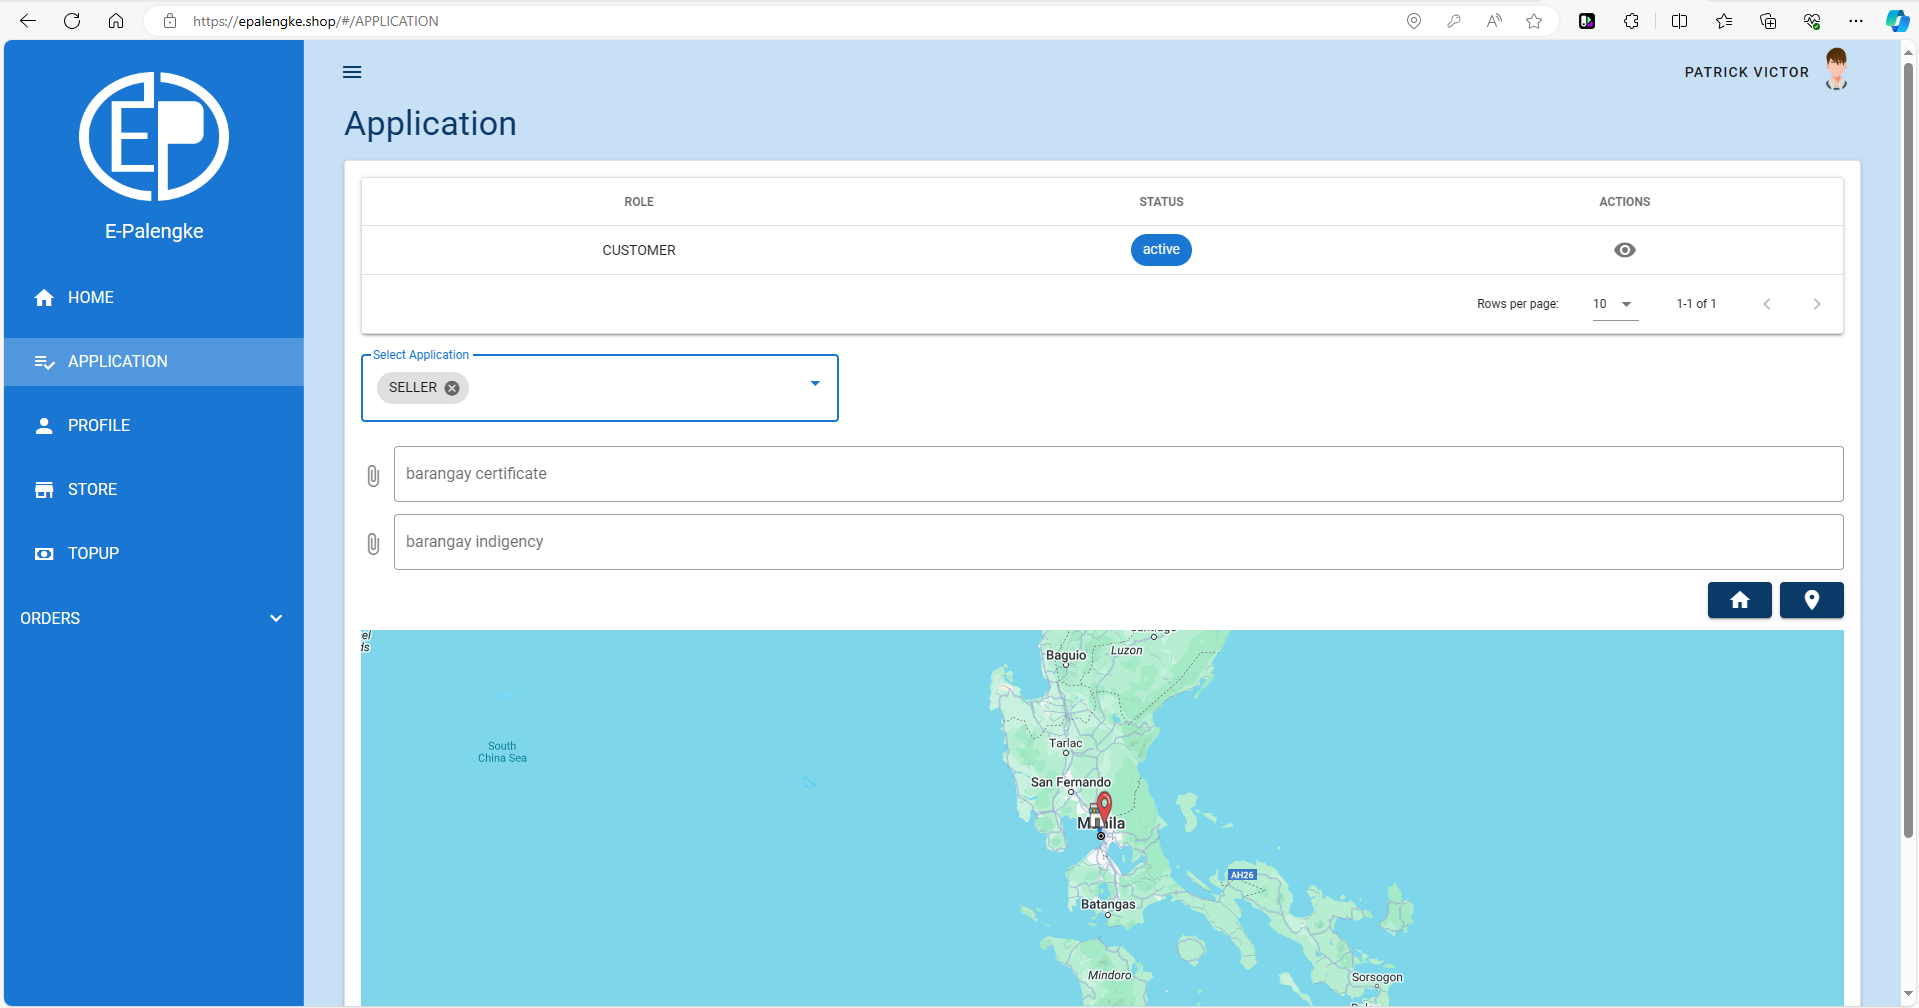 https://epalengke.shop/#/APPLICATION
EP
E-Palengke
HOME
APPLICATION
PROFILE
STORE
TOPUP
ORDERS
PATRICK VICTOR
Application
ROLE STATUS ACTIONS
CUSTOMER active
Rows per page: 10 1-1 of 1
Select Application
SELLER
barangay certificate
barangay indigency
Baguio
Luzon
South
China Sea
Tarlac
San Fernando
Manila
AH26
Batangas
Mindoro
Sorsogon